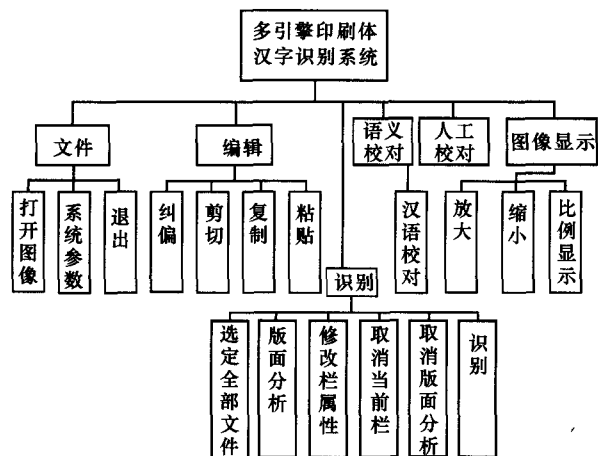 多引擎印刷体
汉字识别系统
文件
编辑
语义
校对
人工
校对
图像显示
打开图像
系统参数
退出
纠偏
剪切
复制
粘贴
汉语校对
放大
缩小
比例显示
识别
选定全部文件
版面分析
修改栏属性
取消当前栏
取消版面分析
识别